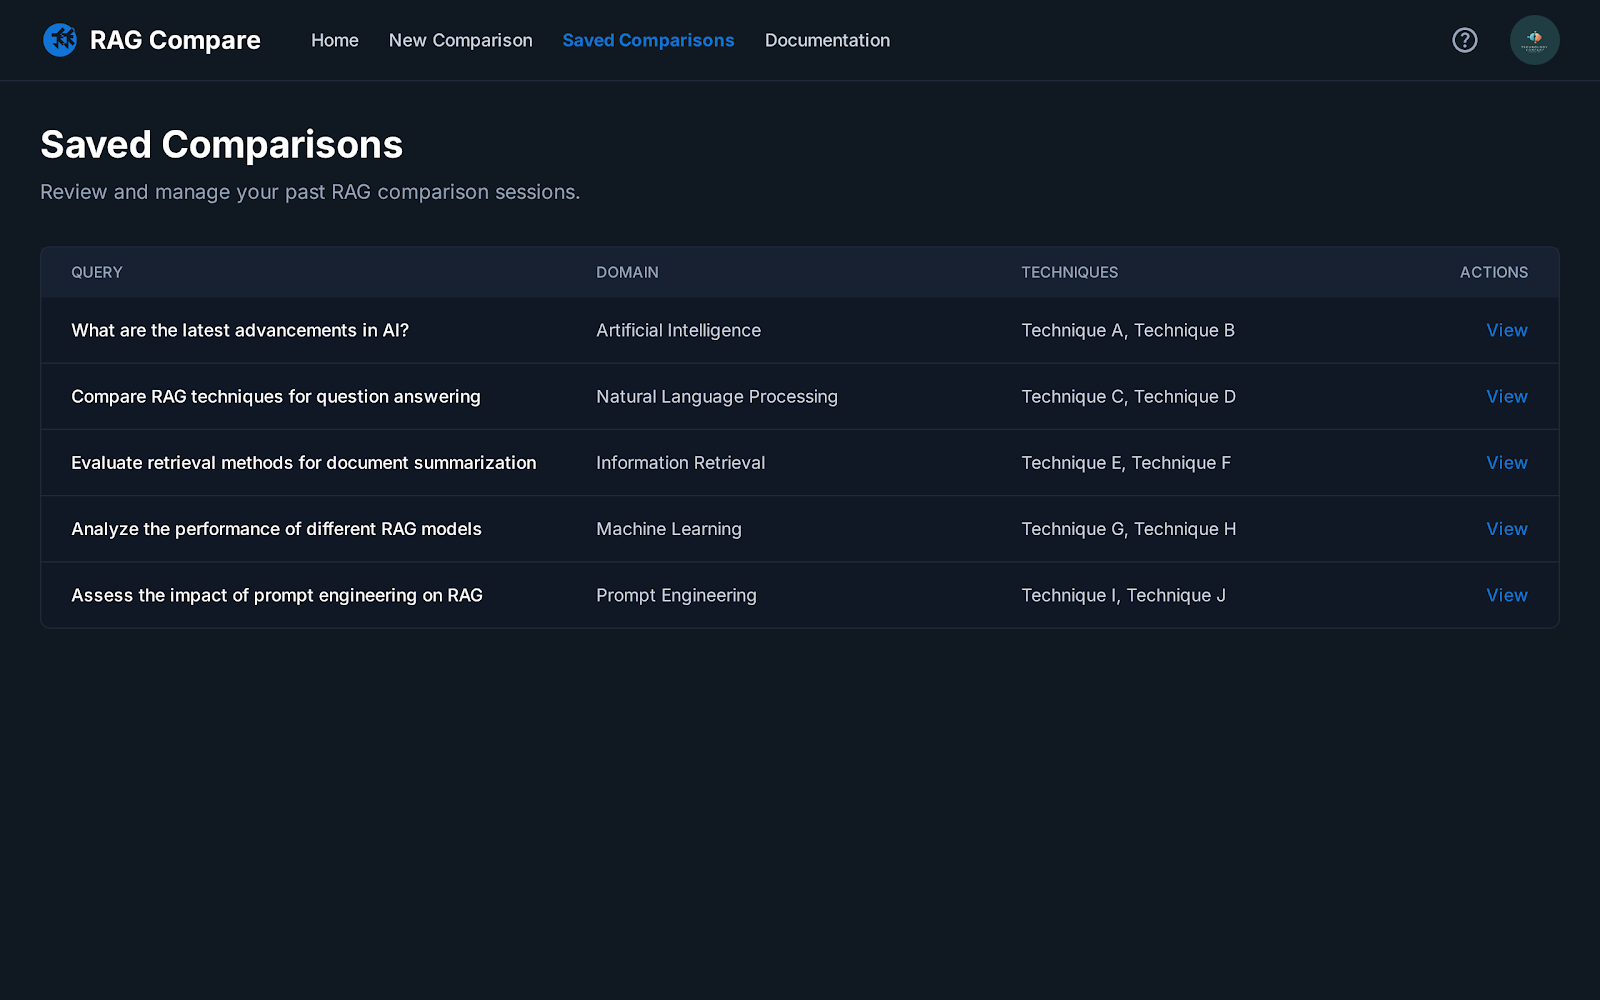 RAG Compare
Home
New Comparison
Saved Comparisons
Documentation
Saved Comparisons
Review and manage your past RAG comparison sessions.
QUERY DOMAIN TECHNIQUES ACTIONS
What are the latest advancements in AI? Artificial Intelligence Technique A, Technique B View
Compare RAG techniques for question answering Natural Language Processing Technique C, Technique D View
Evaluate retrieval methods for document summarization Information Retrieval Technique E, Technique F View
Analyze the performance of different RAG models Machine Learning Technique G, Technique H View
Assess the impact of prompt engineering on RAG Prompt Engineering Technique I, Technique J View